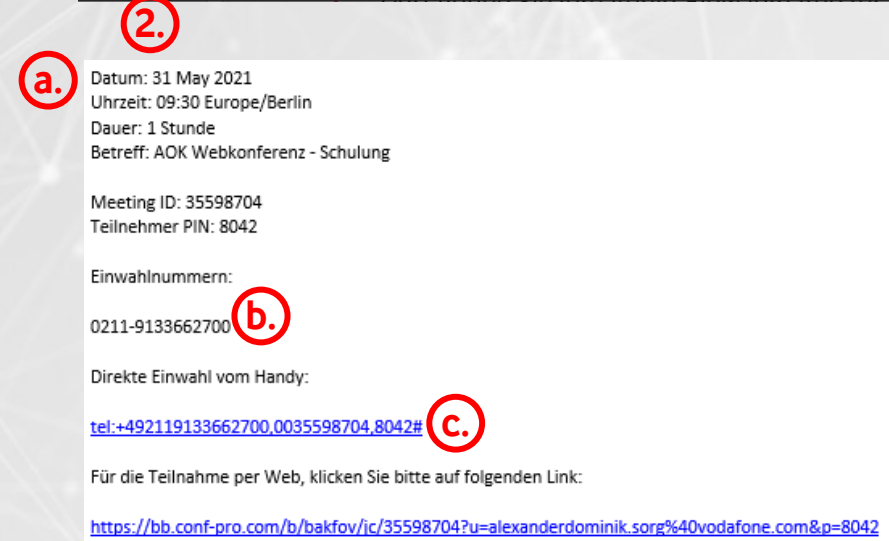 2.
a.
Datum: 31 May 2021
Uhrzeit: 09:30 Europe/Berlin
Dauer: 1 Stunde
Betreff: AOK Webkonferenz - Schulung
Meeting ID: 35598704
Teilnehmer PIN: 8042
Einwahlnummern:
0211-9133662700 b.
Direkte Einwahl vom Handy:
tel:+492119133662700,0035598704,8042# c.
Für die Teilnahme per Web, klicken Sie bitte auf folgenden Link:
https://bb.conf-pro.com/b/bakfov/jc/35598704?u=alexanderdominik.sorg%40vodafone.com&p=8042